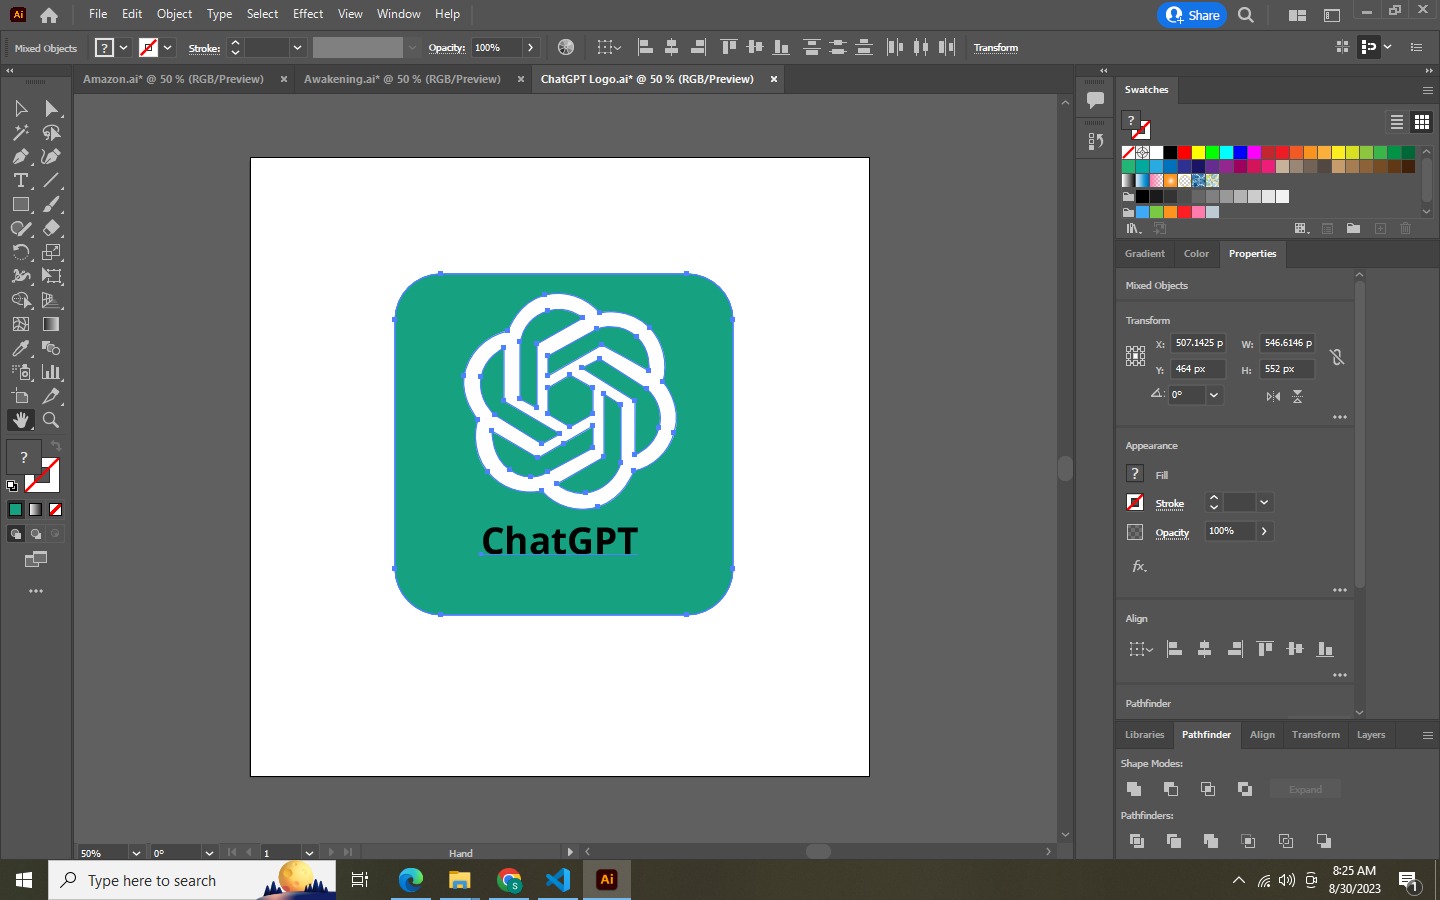 Ai File Edit Object Type Select Effect View Window Help Share
Mixed Objects ? Stroke: Opacity: 100% Transform
Amazon.ai* @ 50 % (RGB/Preview) × Awakening.ai* @ 50 % (RGB/Preview) × ChatGPT Logo.ai* @ 50 % (RGB/Preview) ×
Swatches
?
ChatGPT
Gradient Color Properties
Mixed Objects
Transform
X: 507.1425 p W: 546.6146 p
Y: 464 px H: 552 px
0°
Appearance
? Fill
Stroke
Opacity 100%
fx.
Align
Pathfinder
Libraries Pathfinder Align Transform Layers
Shape Modes:
Expand
Pathfinders:
?
50% 0° 1 Hand
Type here to search
S
Ai
8:25 AM
8/30/2023
1